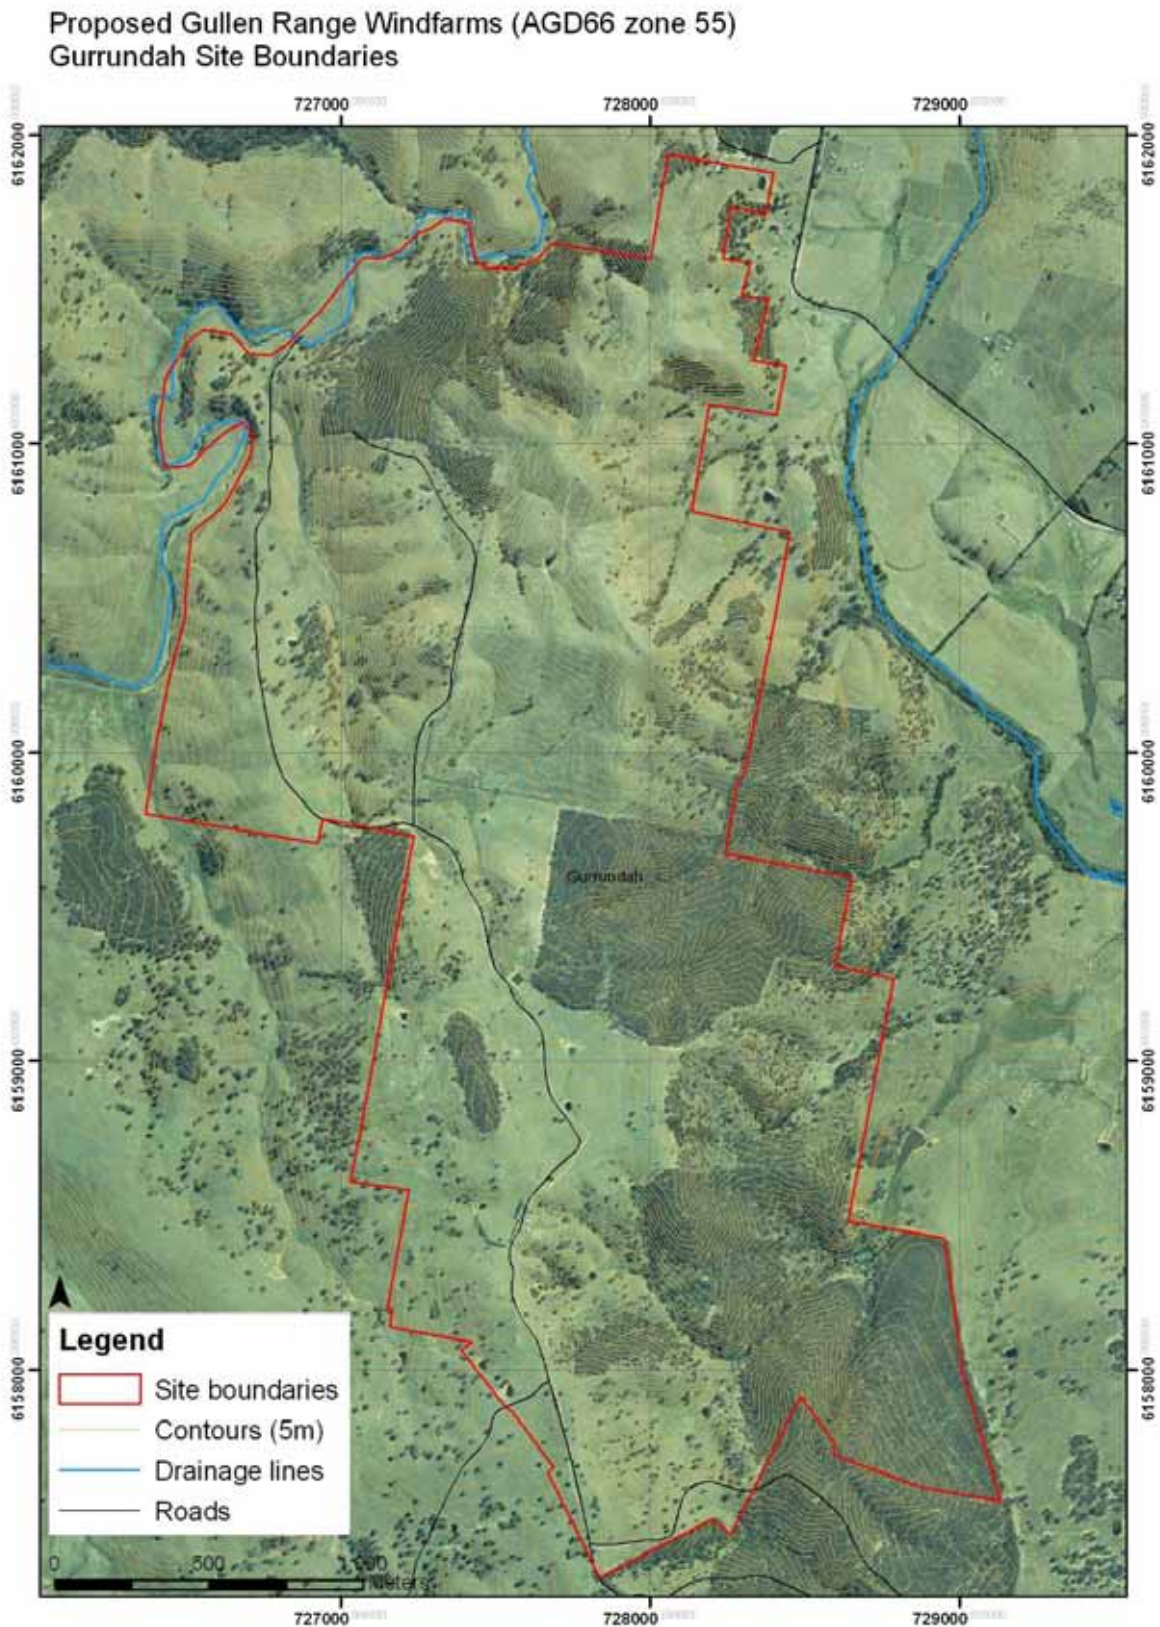 Proposed Gullen Range Windfarms (AGD66 zone 55)
Gurrundah Site Boundaries
727000
728000
729000
6162000
6162000
6161000
6161000
6160000
6160000
Gurrundah
6159000
6159000
6158000
6158000
Legend
Site boundaries
Contours (5m)
Drainage lines
Roads
0
500
1,000
Meters
727000
728000
729000